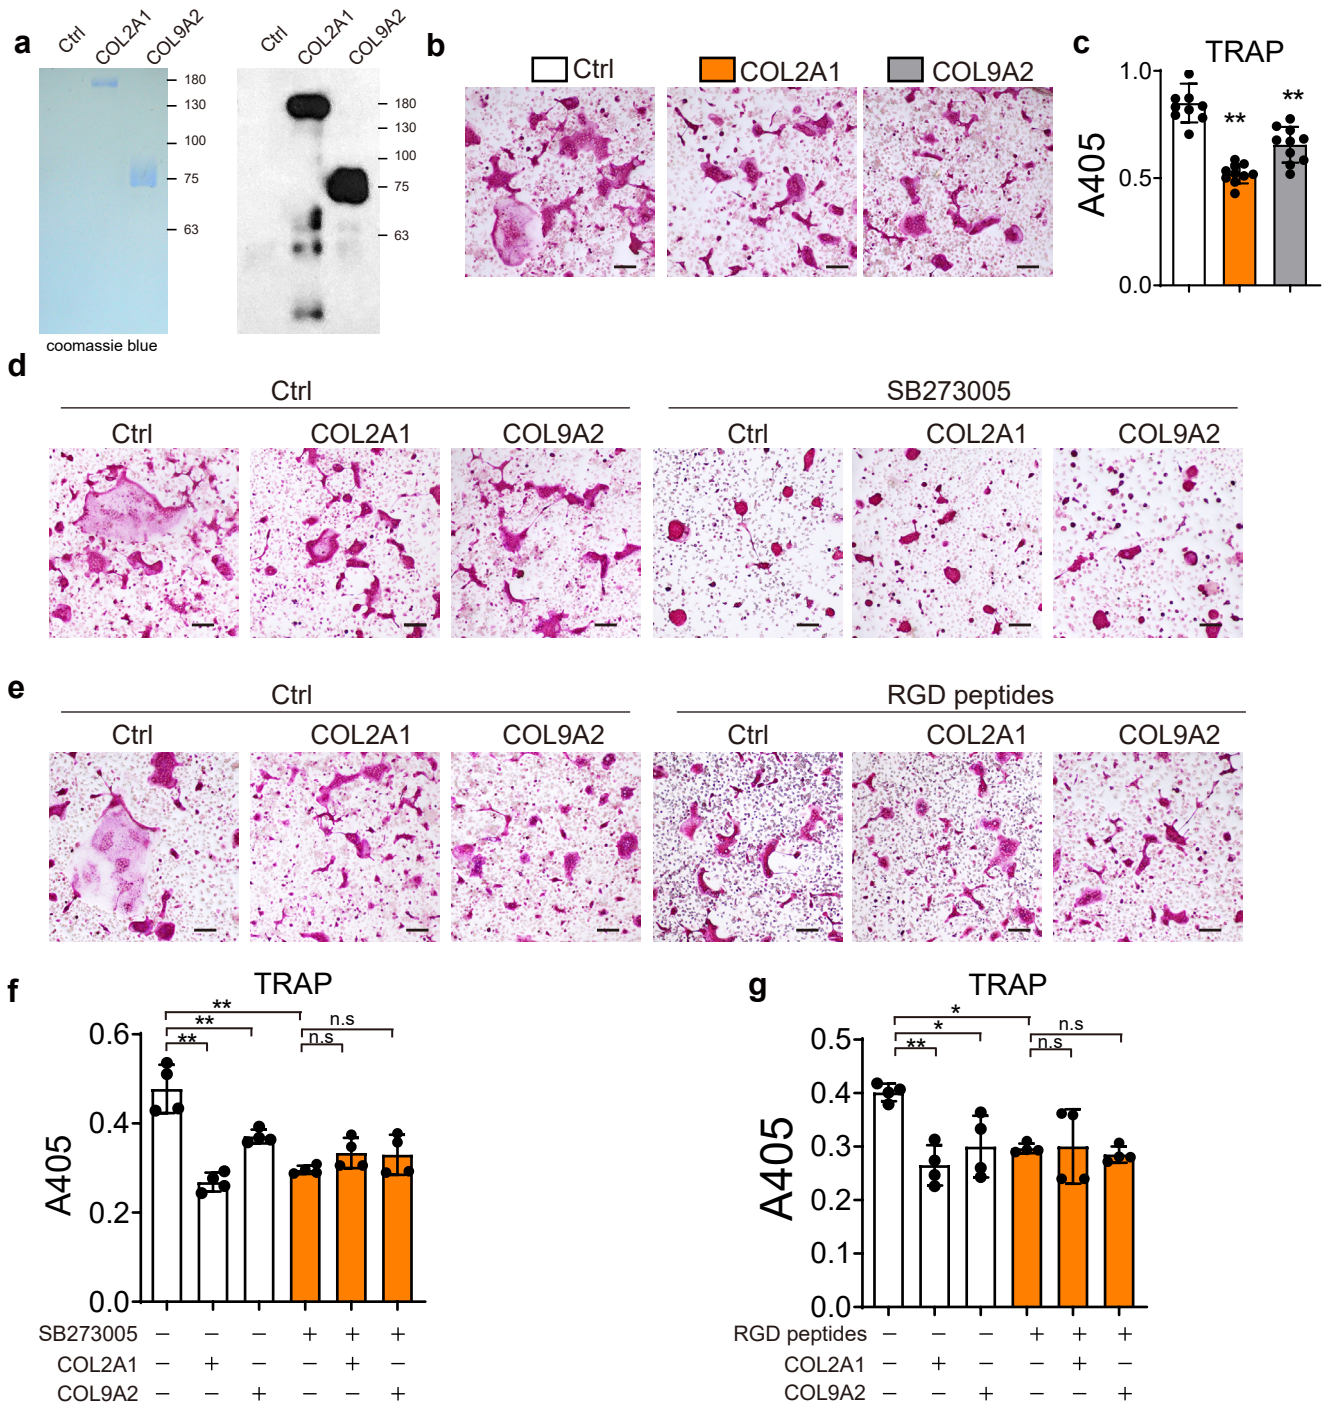 a
Ctrl
COL2A1
COL9A2
180
130
100
75
63
coomassie blue
Ctrl
COL2A1
COL9A2
180
130
100
75
63
b
Ctrl
COL2A1
COL9A2
c
TRAP
A405
1.0
0.5
0.0
**
**
d
Ctrl
SB273005
Ctrl
COL2A1
COL9A2
Ctrl
COL2A1
COL9A2
e
Ctrl
RGD peptides
Ctrl
COL2A1
COL9A2
Ctrl
COL2A1
COL9A2
f
TRAP
**
**
**
n.s
n.s
A405
0.6
0.4
0.2
0.0
SB273005 − − − + + +
COL2A1 − + − − + −
COL9A2 − − + − − +
g
TRAP
*
*
**
n.s
n.s
A405
0.5
0.4
0.3
0.2
0.1
0.0
RGD peptides − − − + + +
COL2A1 − + − − + −
COL9A2 − − + − − +